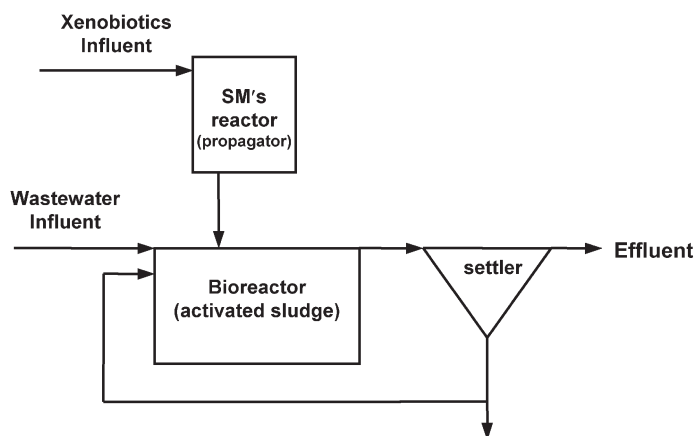 Xenobiotics
Influent
SM's
reactor
(propagator)
Wastewater
Influent
Bioreactor
(activated sludge)
settler
Effluent